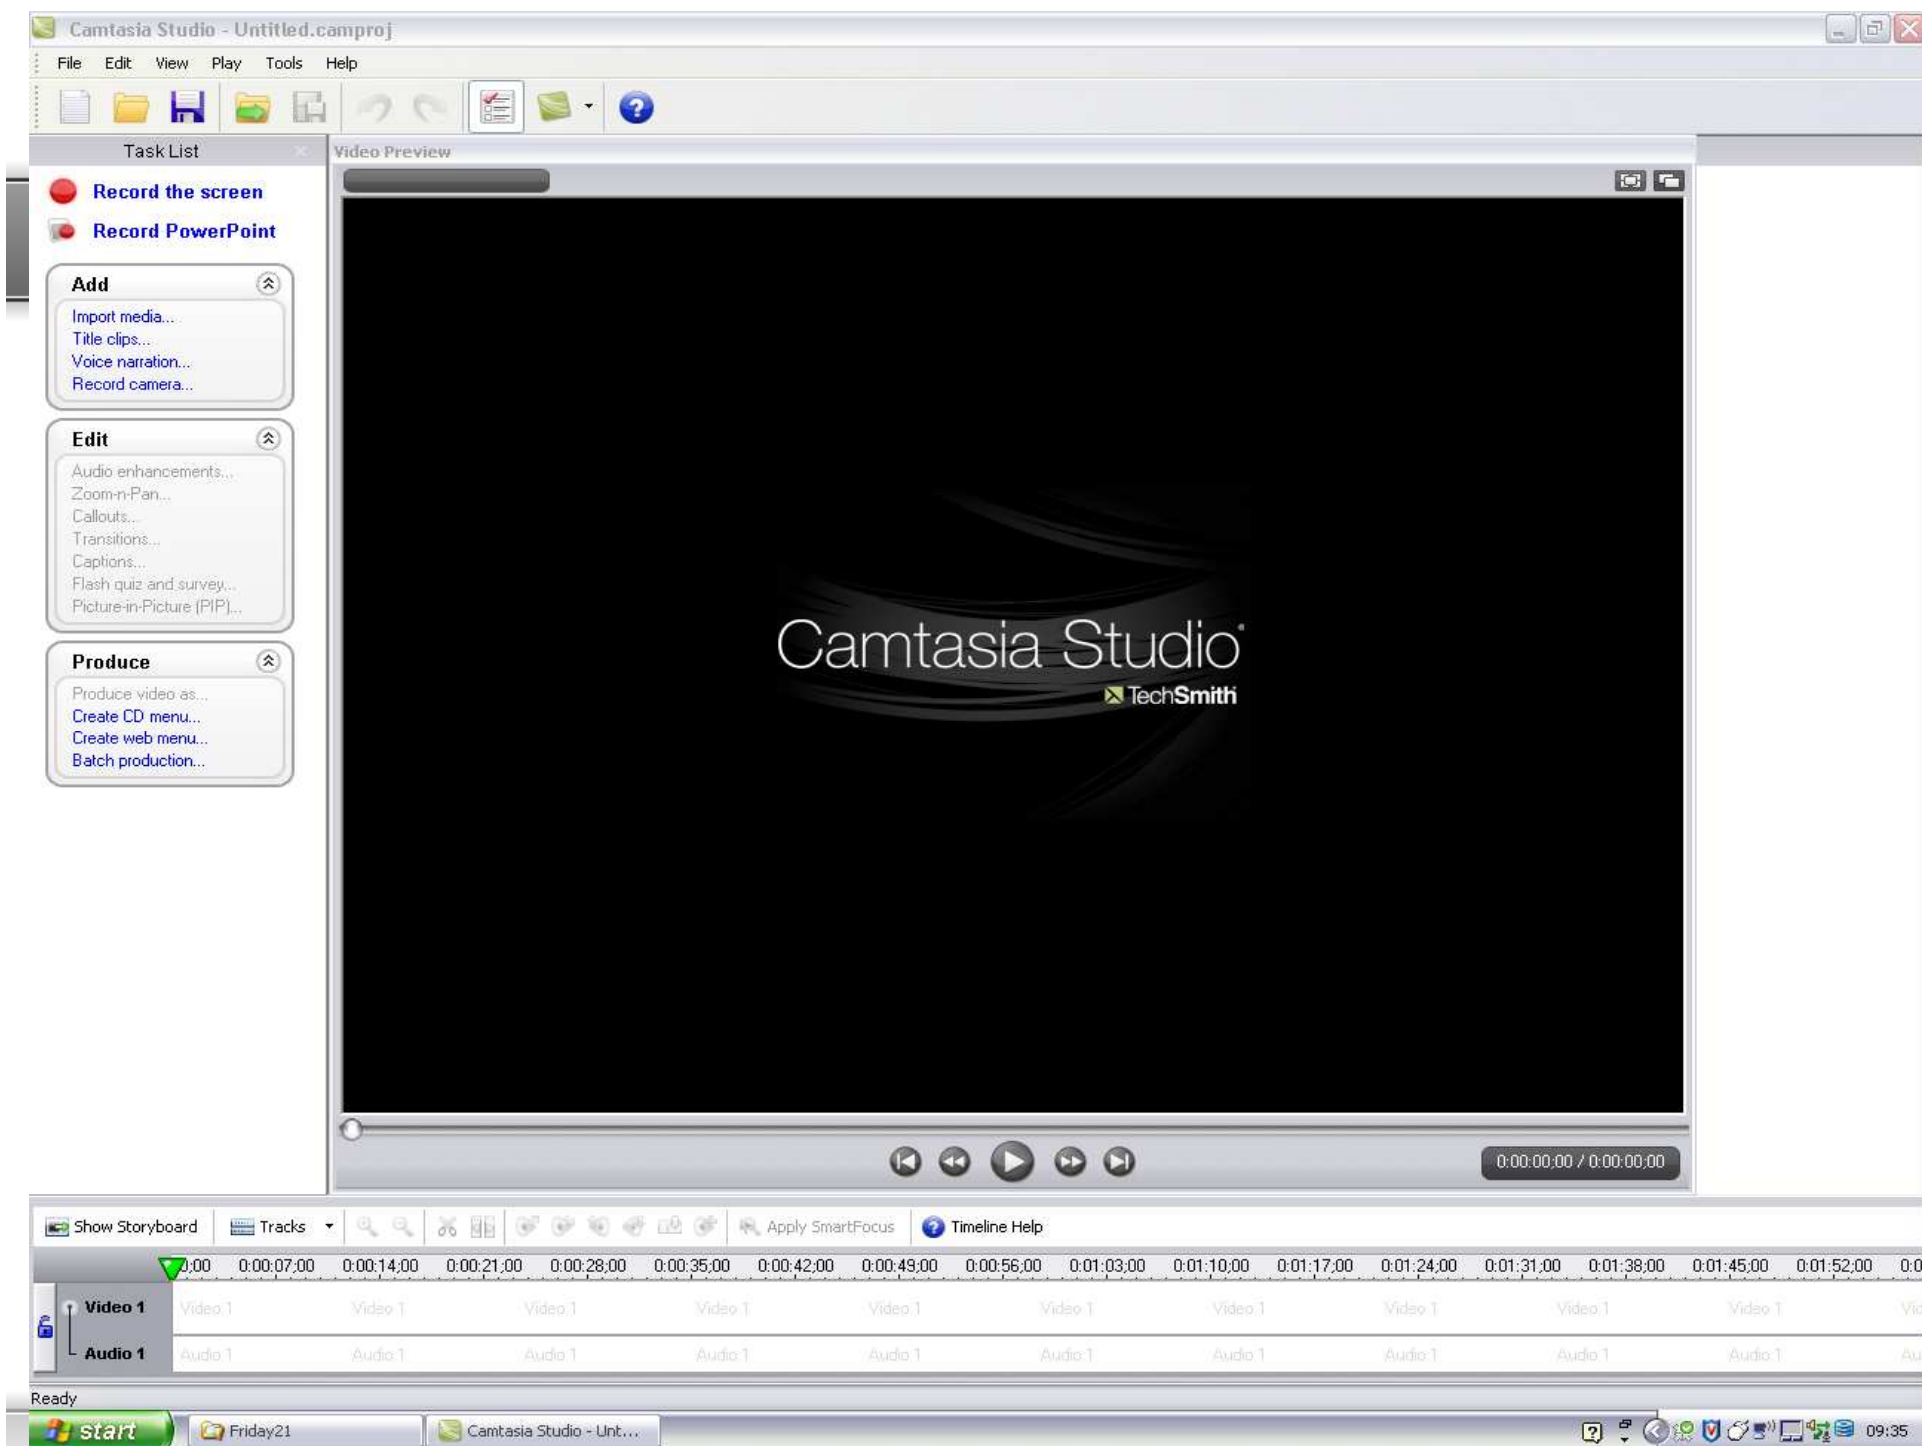 Camtasia Studio - Untitled.camproj
File Edit View Play Tools Help
Task List
Video Preview
Record the screen
Record PowerPoint
Add
Import media...
Title clips...
Voice narration...
Record camera...
Edit
Audio enhancements...
Zoom-n-Pan...
Callouts...
Transitions...
Captions...
Flash quiz and survey...
Picture-in-Picture (PIP)...
Produce
Produce video as...
Create CD menu...
Create web menu...
Batch production...
Camtasia Studio
TechSmith
0:00:00;00 / 0:00:00;00
Show Storyboard Tracks Apply SmartFocus Timeline Help
0;00 0:00:07;00 0:00:14;00 0:00:21;00 0:00:28;00 0:00:35;00 0:00:42;00 0:00:49;00 0:00:56;00 0:01:03;00 0:01:10;00 0:01:17;00 0:01:24;00 0:01:31;00 0:01:38;00 0:01:45;00 0:01:52;00 0:0
Video 1 Video 1 Video 1 Video 1 Video 1 Video 1 Video 1 Video 1 Video 1 Video 1 Video 1 Vid
Audio 1 Audio 1 Audio 1 Audio 1 Audio 1 Audio 1 Audio 1 Audio 1 Audio 1 Audio 1 Audio 1 Au
Ready
start Friday21 Camtasia Studio - Unt... 09:35